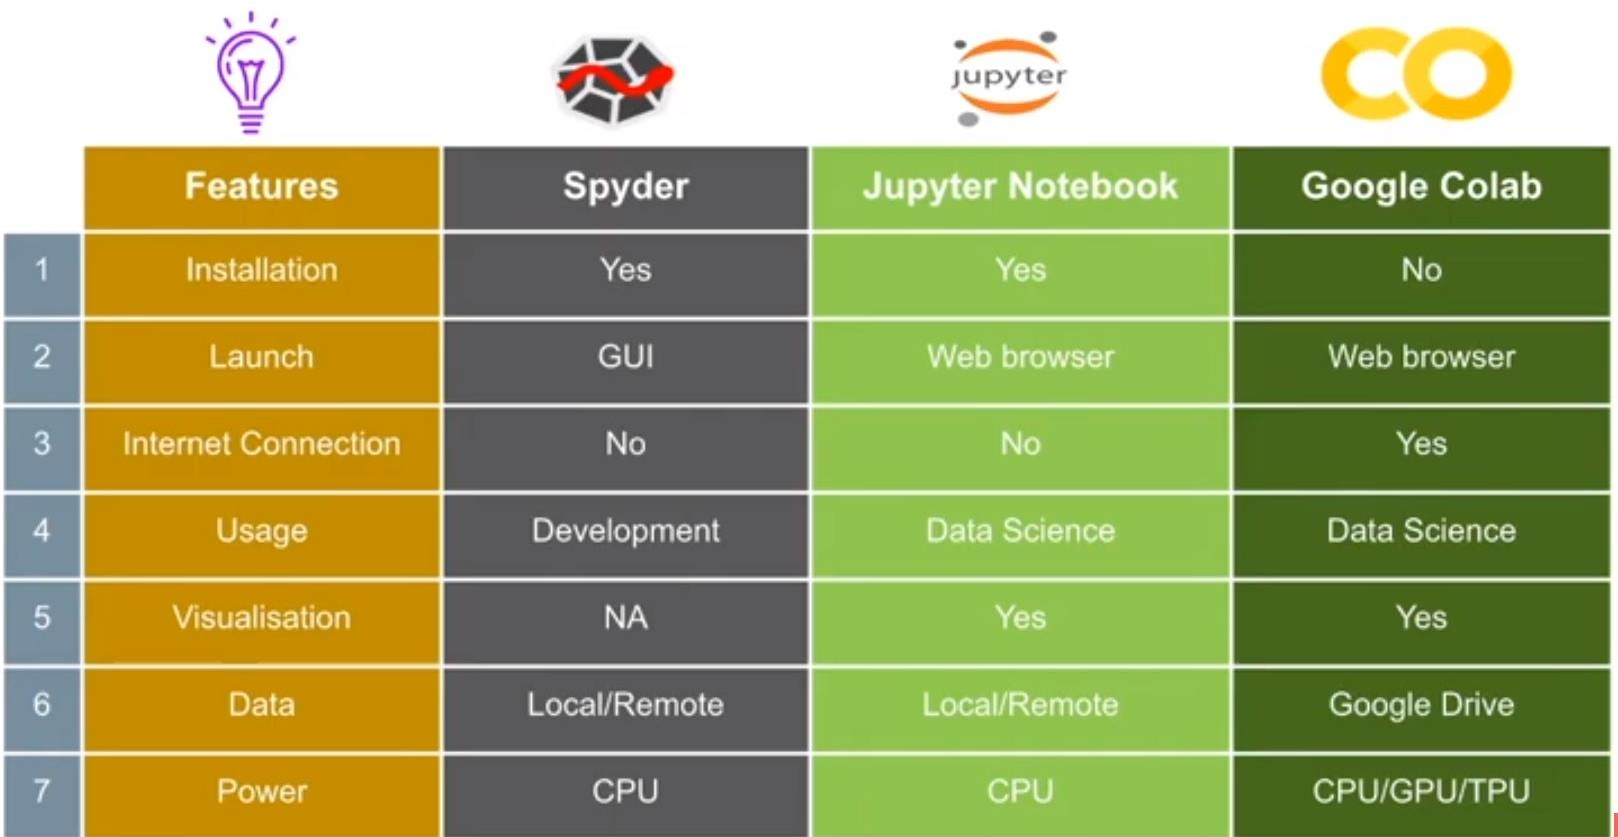 jupyter
Features Spyder Jupyter Notebook Google Colab
1 Installation Yes Yes No
2 Launch GUI Web browser Web browser
3 Internet Connection No No Yes
4 Usage Development Data Science Data Science
5 Visualisation NA Yes Yes
6 Data Local/Remote Local/Remote Google Drive
7 Power CPU CPU CPU/GPU/TPU